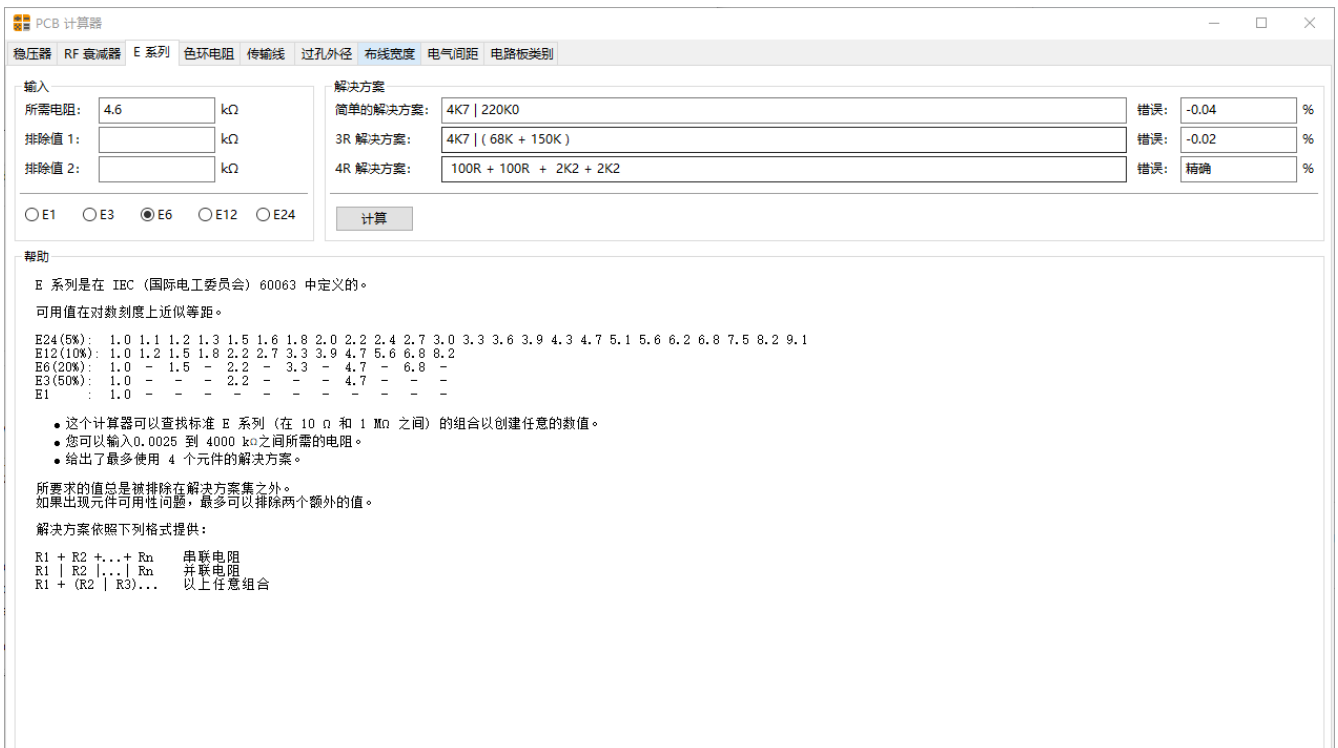 PCB 计算器
稳压器 RF 衰减器 E 系列 色环电阻 传输线 过孔外径 布线宽度 电气间距 电路板类别
输入
所需电阻: 4.6 kΩ
排除值 1: kΩ
排除值 2: kΩ
E1 E3 E6 E12 E24
解决方案
简单的解决方案: 4K7 | 220K0 错误: -0.04 %
3R 解决方案: 4K7 | ( 68K + 150K ) 错误: -0.02 %
4R 解决方案: 100R + 100R + 2K2 + 2K2 错误: 精确 %
计算
帮助
E 系列是在 IEC (国际电工委员会) 60063 中定义的。
可用值在对数刻度上近似等距。
E24(5%): 1.0 1.1 1.2 1.3 1.5 1.6 1.8 2.0 2.2 2.4 2.7 3.0 3.3 3.6 3.9 4.3 4.7 5.1 5.6 6.2 6.8 7.5 8.2 9.1
E12(10%): 1.0 1.2 1.5 1.8 2.2 2.7 3.3 3.9 4.7 5.6 6.8 8.2
E6(20%): 1.0 - 1.5 - 2.2 - 3.3 - 4.7 - 6.8 -
E3(50%): 1.0 - - - 2.2 - - - 4.7 - - -
E1 : 1.0 - - - - - - - - - - -
• 这个计算器可以查找标准 E 系列 (在 10 Ω 和 1 MΩ 之间) 的组合以创建任意的数值。
• 您可以输入0.0025 到 4000 kΩ之间所需的电阻。
• 给出了最多使用 4 个元件的解决方案。
所要求的值总是被排除在解决方案集之外。
如果出现元件可用性问题，最多可以排除两个额外的值。
解决方案依照下列格式提供：
R1 + R2 +...+ Rn 串联电阻
R1 | R2 |...| Rn 并联电阻
R1 + (R2 | R3)... 以上任意组合